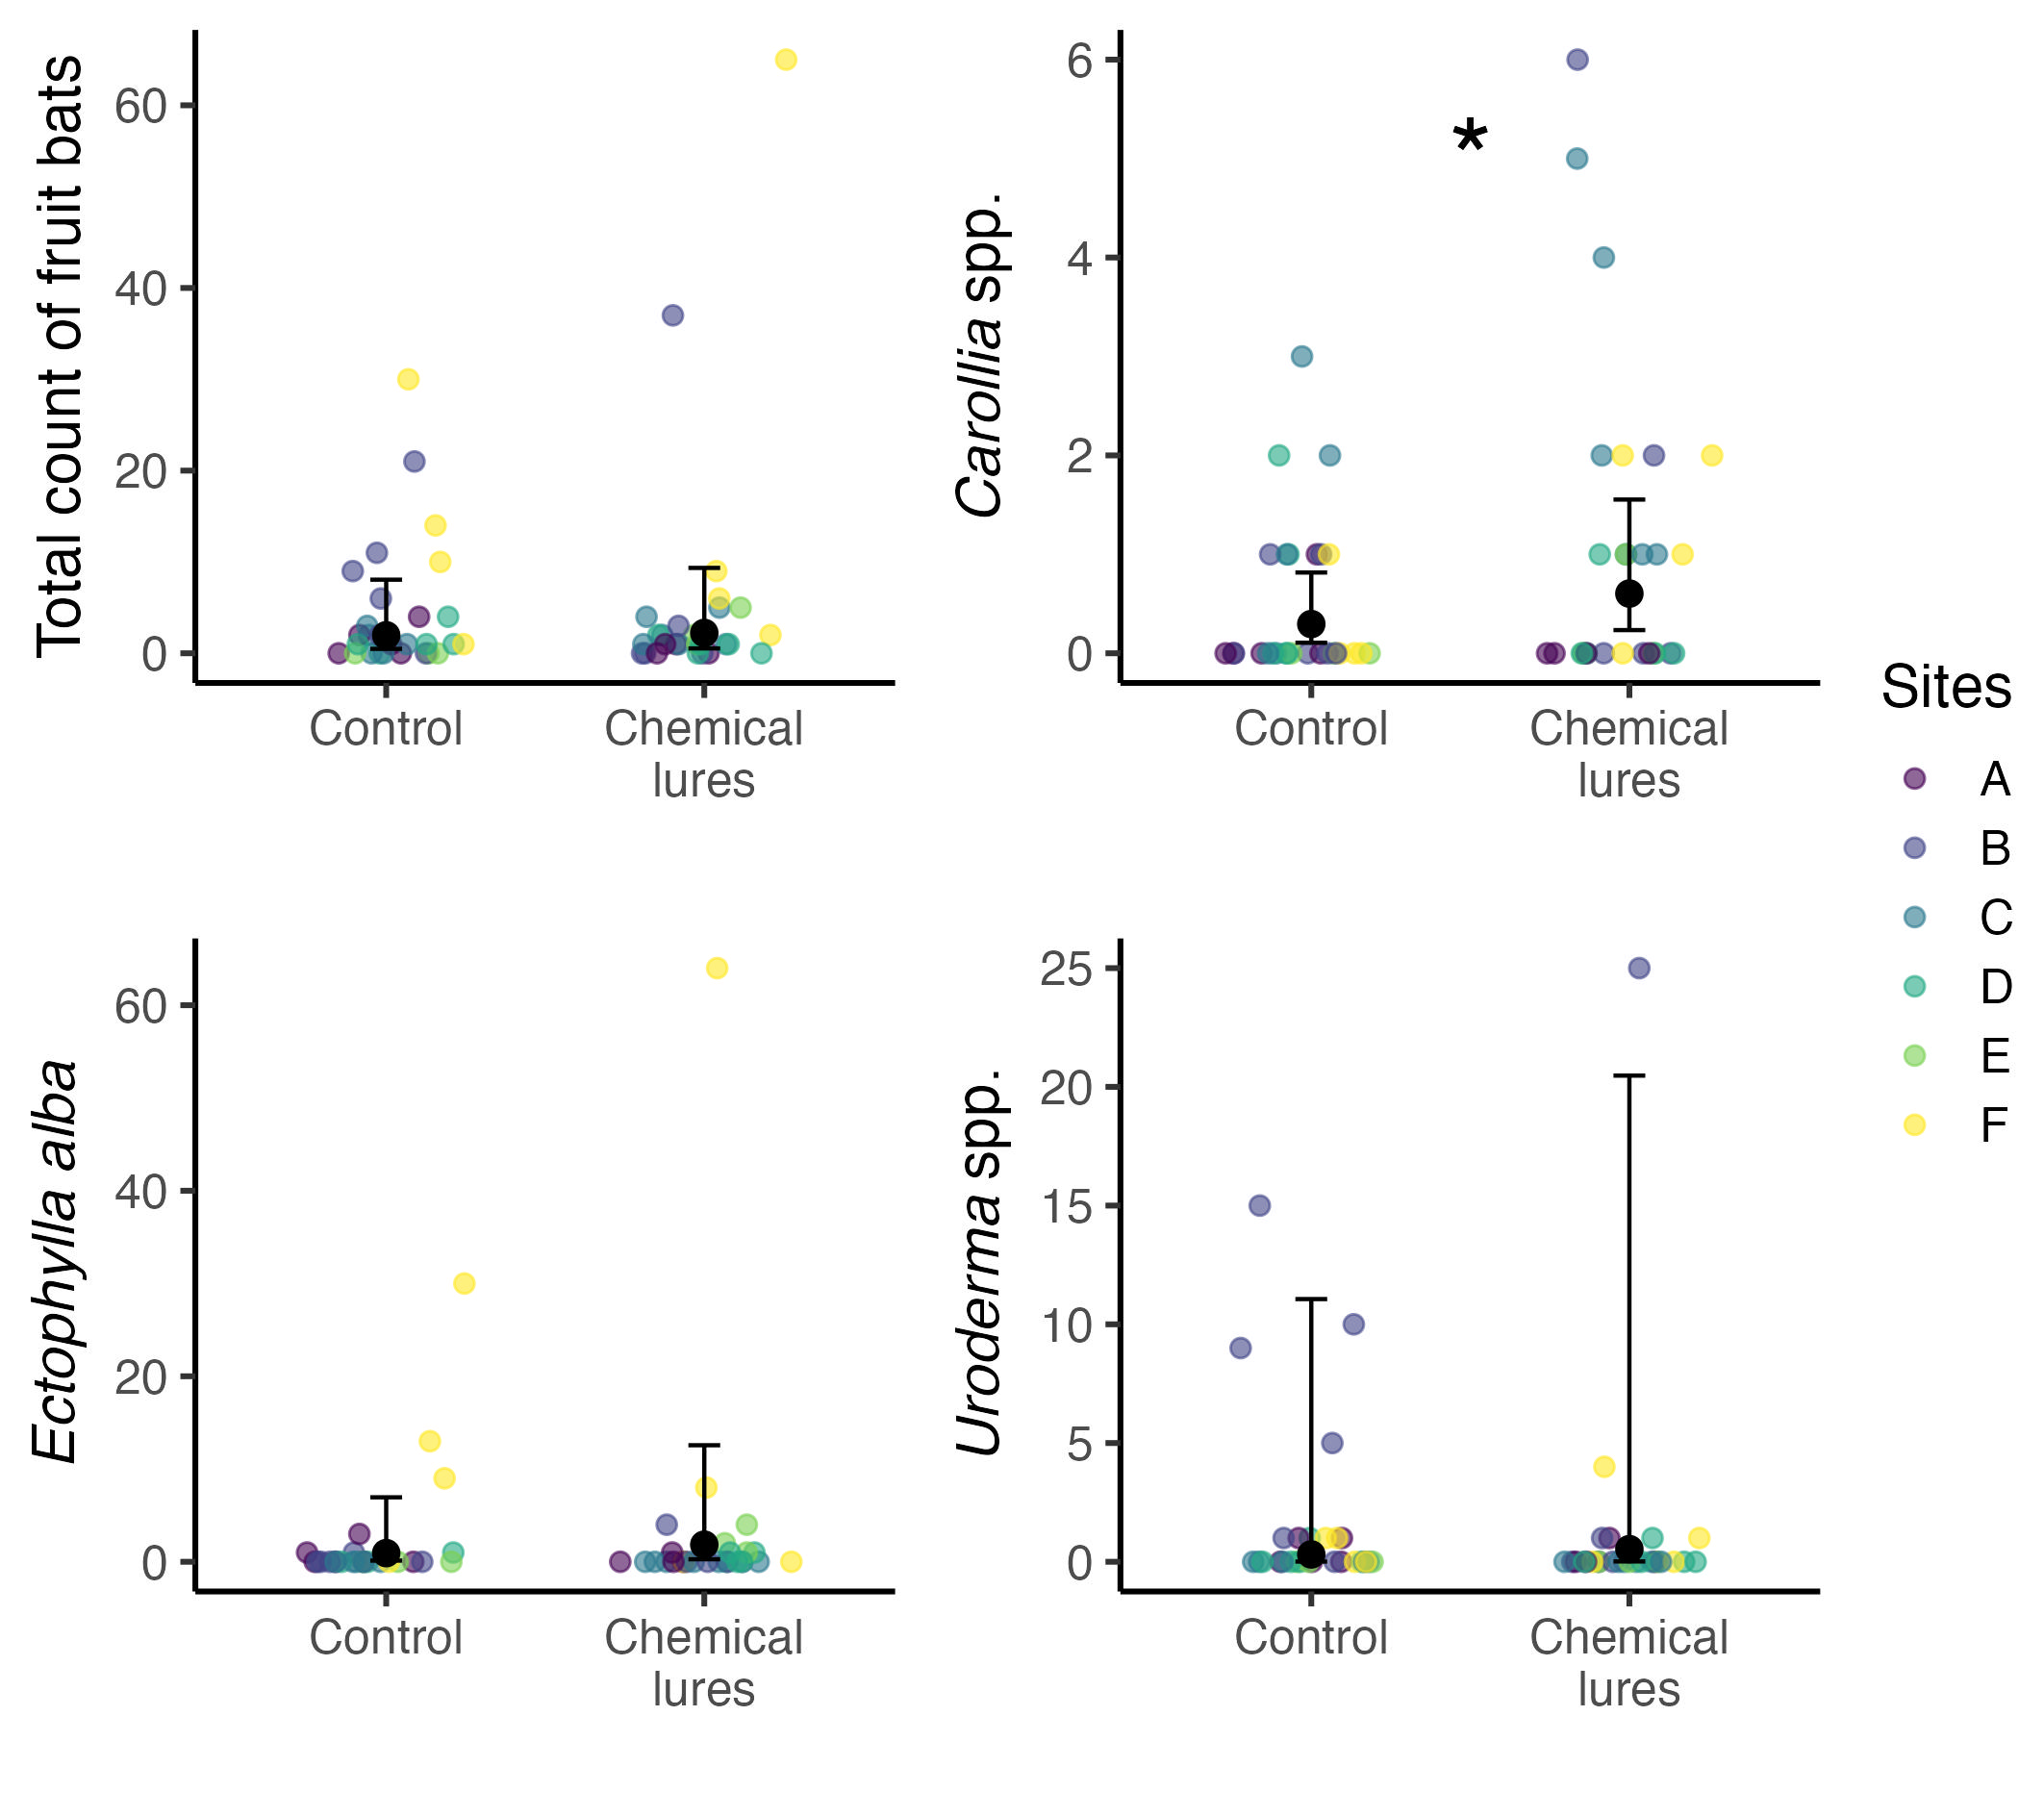 Total count of fruit bats
60
40
20
0
Control
Chemical
lures
Carollia spp.
6
4
2
0
*
Control
Chemical
lures
Ectophylla alba
60
40
20
0
Control
Chemical
lures
Uroderma spp.
25
20
15
10
5
0
Control
Chemical
lures
Sites
A
B
C
D
E
F